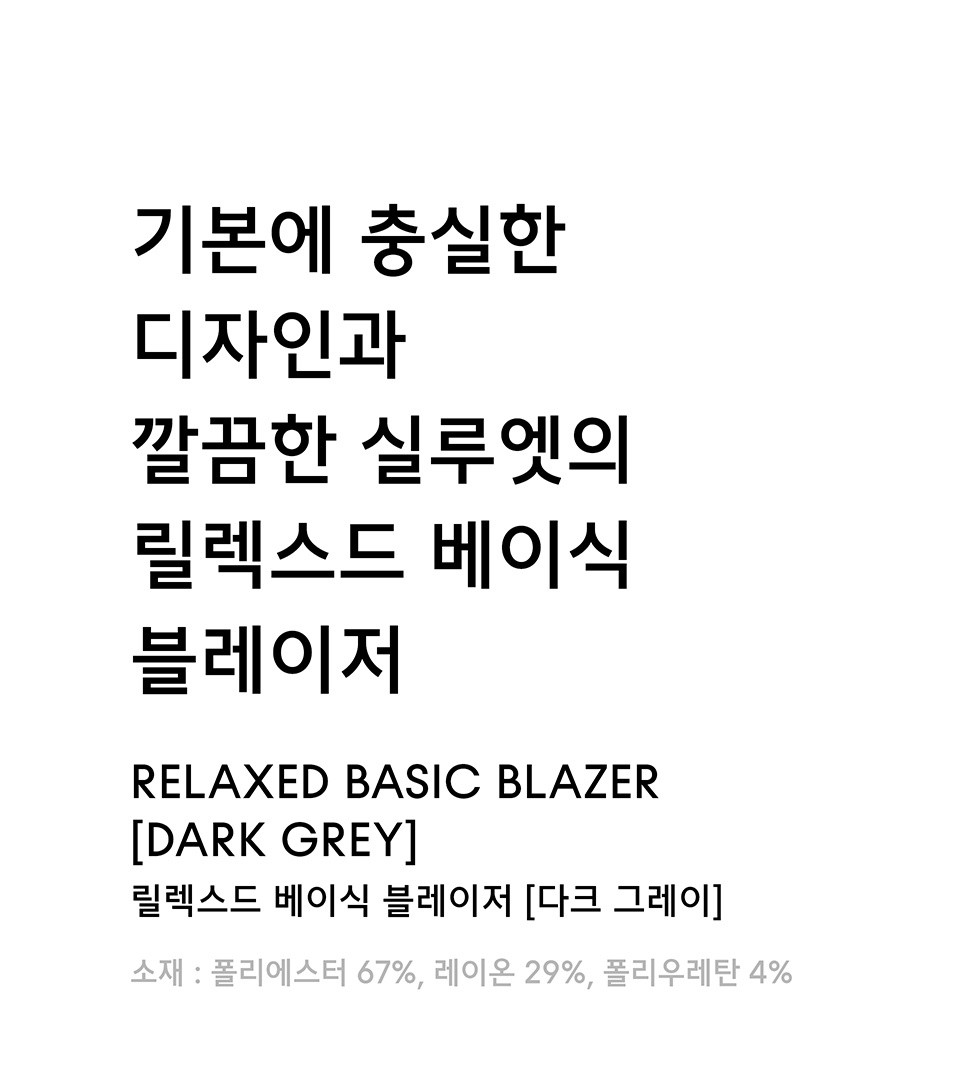 기본에 충실한
디자인과
깔끔한 실루엣의
릴렉스드 베이식
블레이저
RELAXED BASIC BLAZER
[DARK GREY]
릴렉스드 베이식 블레이저 [다크 그레이]
소재 : 폴리에스터 67%, 레이온 29%, 폴리우레탄 4%